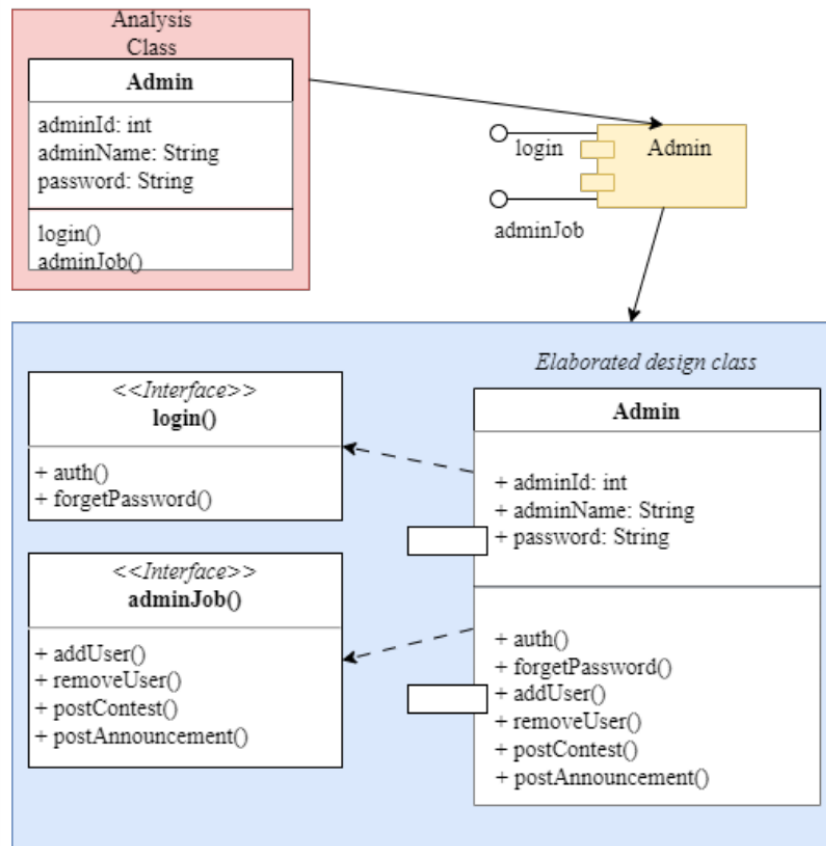 Analysis
Class
Admin
adminId: int
adminName: String
password: String
login()
adminJob()
login
Admin
adminJob
Elaborated design class
<<Interface>>
login()
+ auth()
+ forgetPassword()
<<Interface>>
adminJob()
+ addUser()
+ removeUser()
+ postContest()
+ postAnnouncement()
Admin
+ adminId: int
+ adminName: String
+ password: String
+ auth()
+ forgetPassword()
+ addUser()
+ removeUser()
+ postContest()
+ postAnnouncement()